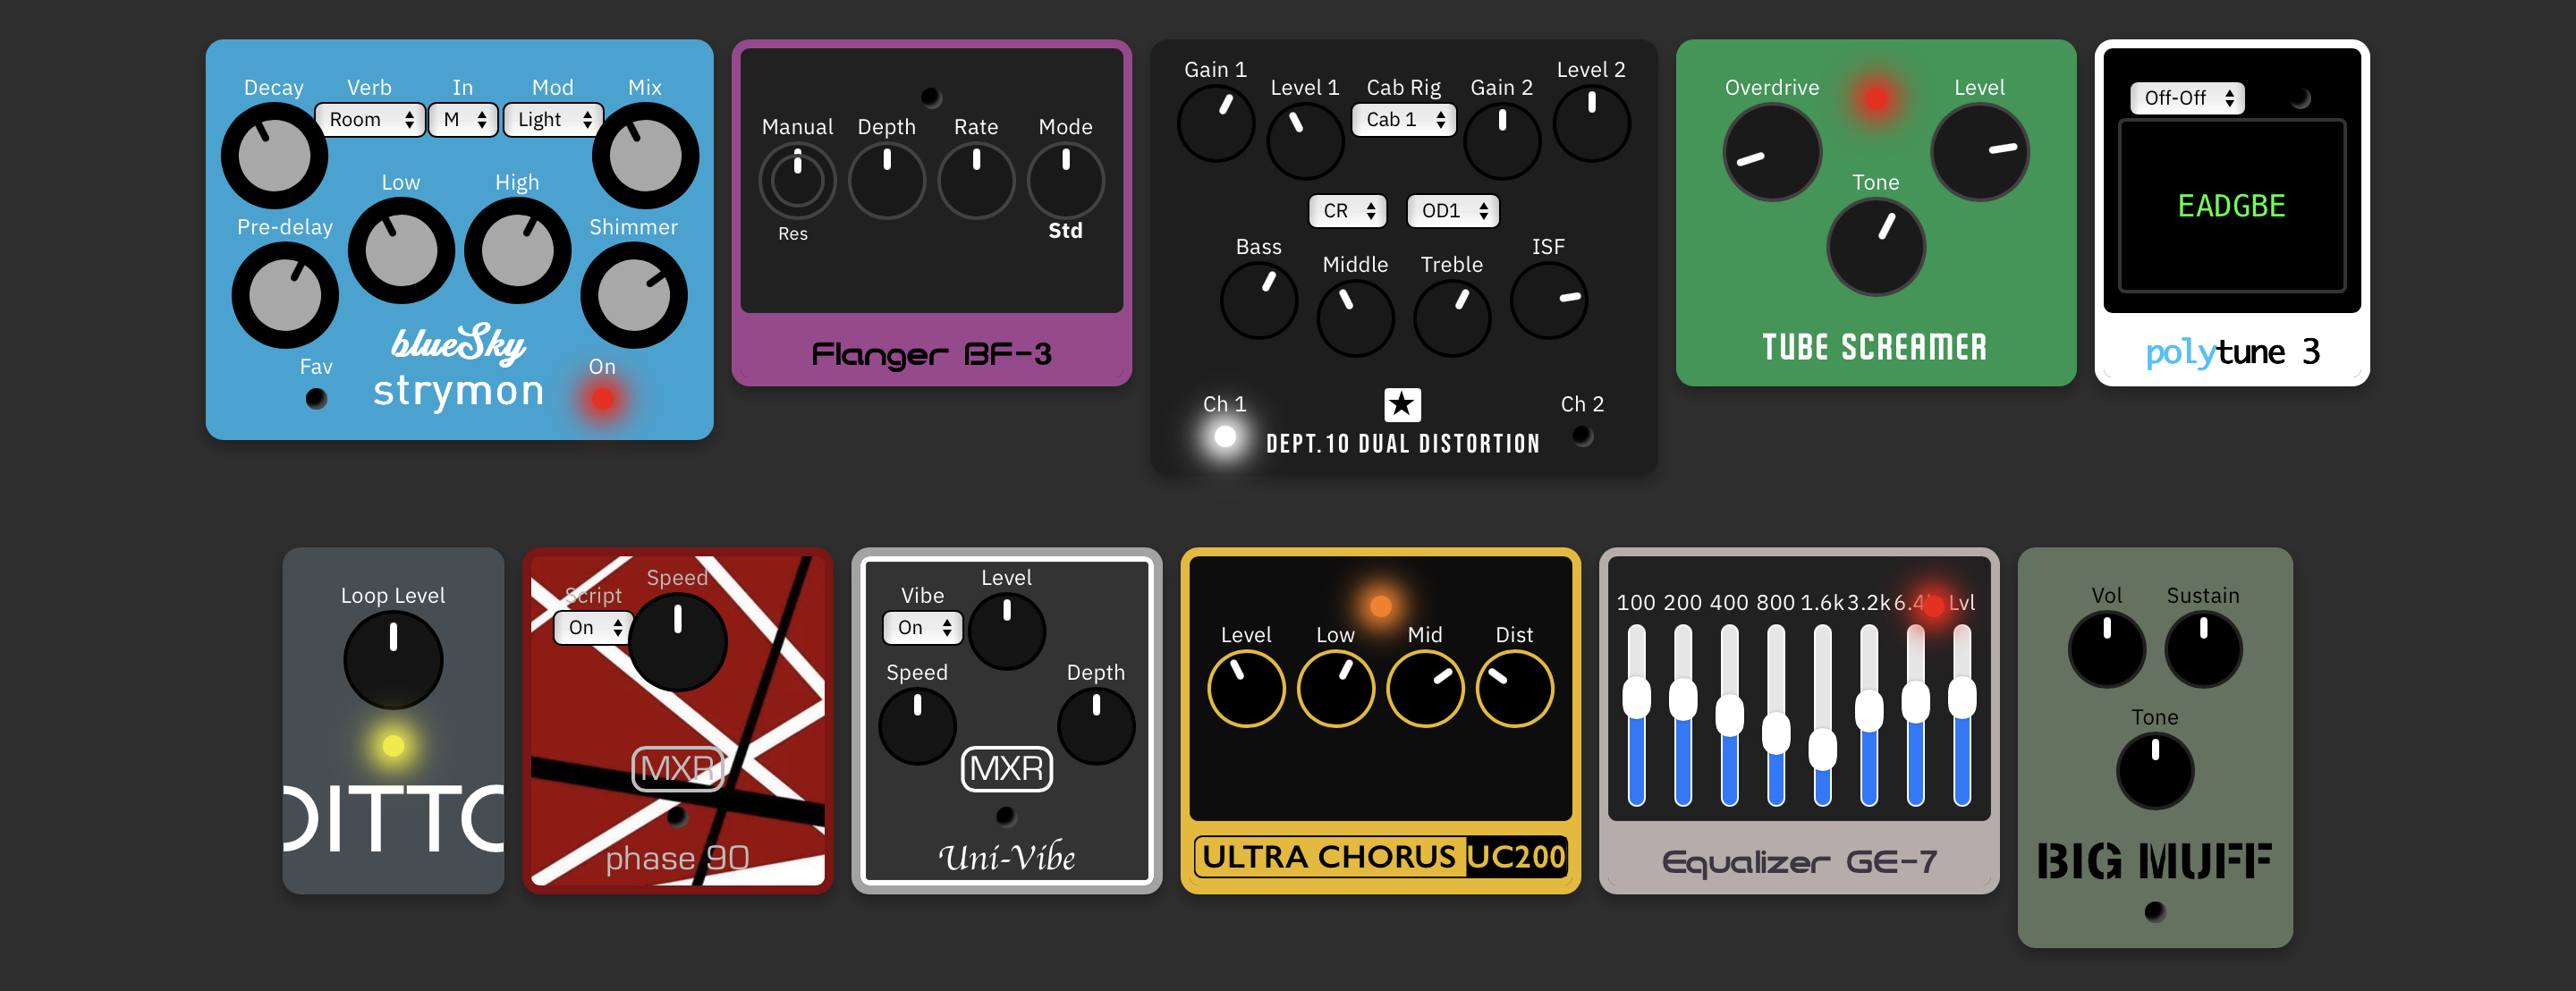 Decay Verb In Mod Mix
Room M Light
Low High
Pre-delay Shimmer
blueSky
Fav On
strymon
Manual Depth Rate Mode
Res Std
Flanger BF-3
Gain 1 Level 1 Cab Rig Gain 2 Level 2
Cab 1
CR OD1
Bass Middle Treble ISF
Ch 1 Ch 2
DEPT.10 DUAL DISTORTION
Overdrive Level
Tone
TUBE SCREAMER
Off-Off
EADGBE
polytune 3
Loop Level
DITTO
Script Speed
On
MXR
phase 90
Vibe Level
On
Speed Depth
MXR
Uni-Vibe
Level Low Mid Dist
ULTRA CHORUS UC200
100 200 400 800 1.6k 3.2k Lvl
Equalizer GE-7
Vol Sustain
Tone
BIG MUFF